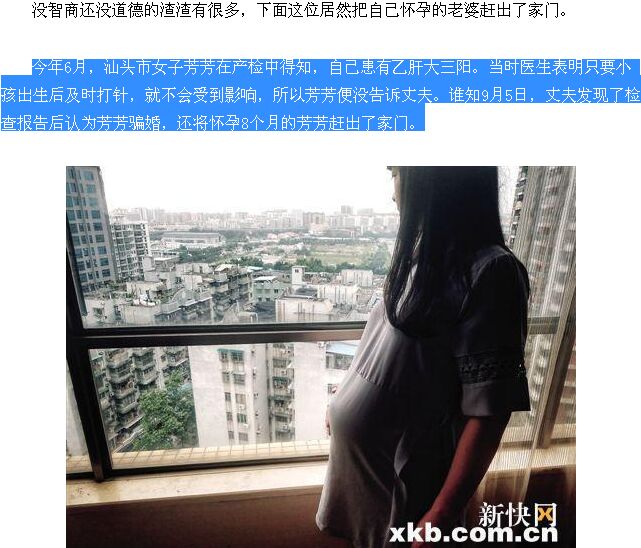 没智商还没道德的渣渣有很多，下面这位居然把自己怀孕的老婆赶出了家门。
今年6月，汕头市女子芳芳在产检中得知，自己患有乙肝大三阳。当时医生表明只要小
孩出生后及时打针，就不会受到影响，所以芳芳便没告诉丈夫。谁知9月5日，丈夫发现了检
查报告后认为芳芳骗婚，还将怀孕8个月的芳芳赶出了家门。
新快网
xkb.com.cn